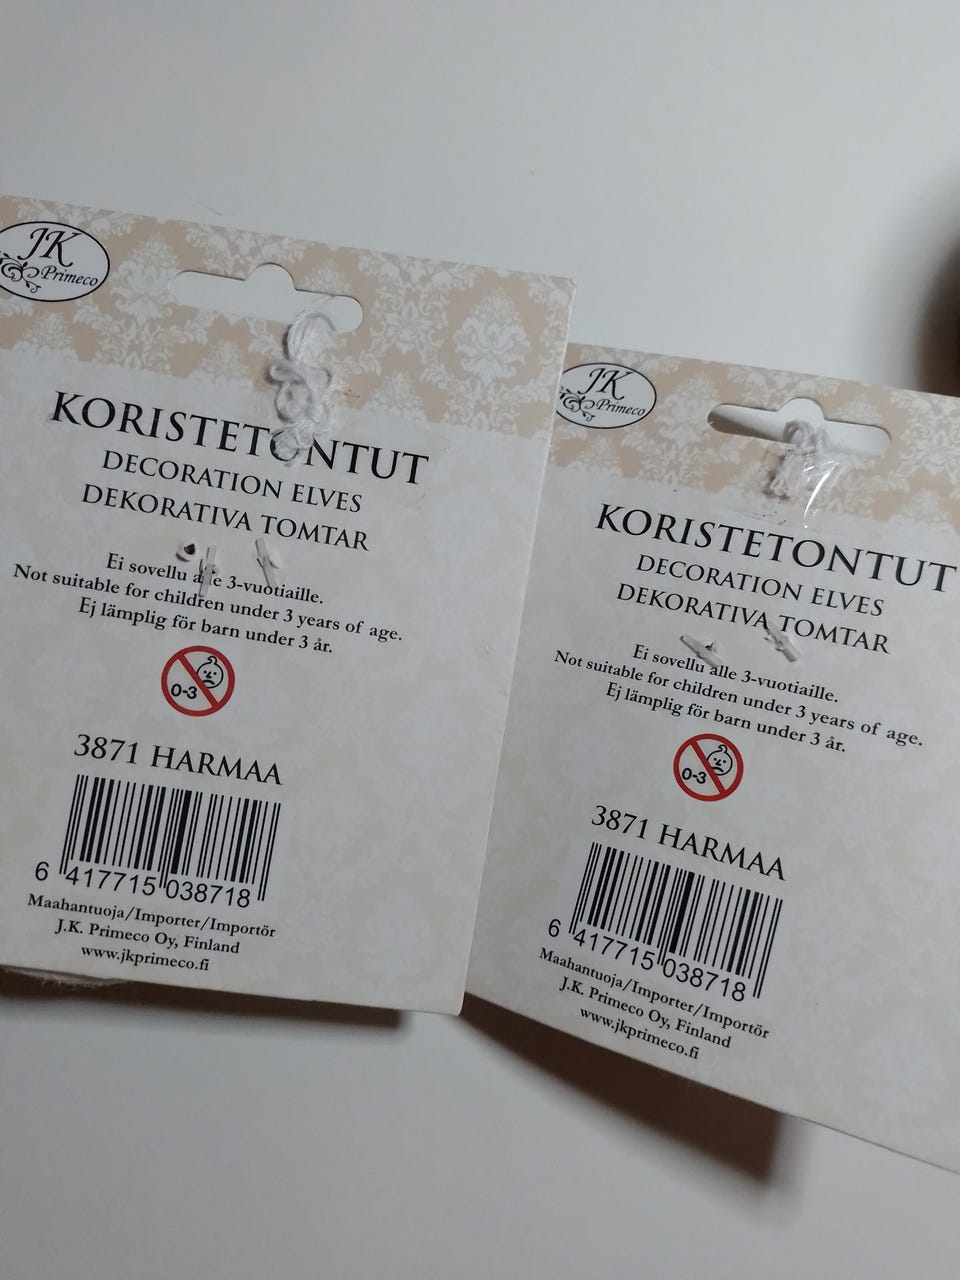 JK
Primeco
KORISTETONTUT
DECORATION ELVES
DEKORATIVA TOMTAR
Ei sovellu alle 3-vuotiaille.
Not suitable for children under 3 years of age.
Ej lämplig för barn under 3 år.
0-3
3871 HARMAA
6 417715 038718
Maahantuoja/Importer/Importör
J.K. Primeco Oy, Finland
www.jkprimeco.fi
JK
Primeco
KORISTETONTUT
DECORATION ELVES
DEKORATIVA TOMTAR
Ei sovellu alle 3-vuotiaille.
Not suitable for children under 3 years of age.
Ej lämplig för barn under 3 år.
0-3
3871 HARMAA
6 417715 038718
Maahantuoja/Importer/Importör
J.K. Primeco Oy, Finland
www.jkprimeco.fi